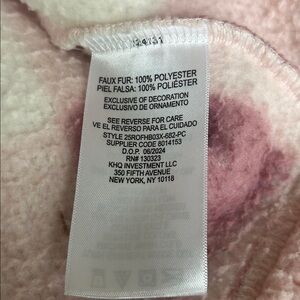 FAUX FUR: 100% POLYESTER
PIEL FALSA: 100% POLIÉSTER
EXCLUSIVE OF DECORATION
EXCLUSIVO DE ORNAMENTO
SEE REVERSE FOR CARE
VE EL REVERSO PARA EL CUIDADO
STYLE 25ROFHB03X-682-PC
SUPPLIER CODE 8014153
D.O.P. 06/2024
RN# 130323
KHQ INVESTMENT LLC
350 FIFTH AVENUE
NEW YORK, NY 10118